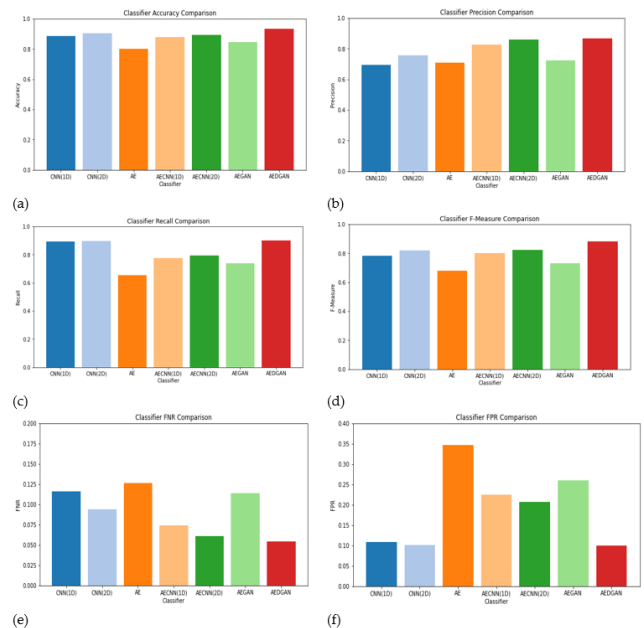 Classifier Accuracy Comparison
1.0
0.8
0.6
0.4
0.2
0.0
Accuracy
CNN(1D) CNN(2D) AE AECNN(1D) AECNN(2D) AEGAN AEDGAN
Classifier
(a)
Classifier Precision Comparison
1.0
0.8
0.6
0.4
0.2
0.0
Precision
CNN(1D) CNN(2D) AE AECNN(1D) AECNN(2D) AEGAN AEDGAN
Classifier
(b)
Classifier Recall Comparison
1.0
0.8
0.6
0.4
0.2
0.0
Recall
CNN(1D) CNN(2D) AE AECNN(1D) AECNN(2D) AEGAN AEDGAN
Classifier
(c)
Classifier F-Measure Comparison
1.0
0.8
0.6
0.4
0.2
0.0
F-Measure
CNN(1D) CNN(2D) AE AECNN(1D) AECNN(2D) AEGAN AEDGAN
Classifier
(d)
Classifier FNR Comparison
0.200
0.175
0.150
0.125
0.100
0.075
0.050
0.025
0.000
FNR
CNN(1D) CNN(2D) AE AECNN(1D) AECNN(2D) AEGAN AEDGAN
Classifier
(e)
Classifier FPR Comparison
0.40
0.35
0.30
0.25
0.20
0.15
0.10
0.05
0.00
FPR
CNN(1D) CNN(2D) AE AECNN(1D) AECNN(2D) AEGAN AEDGAN
Classifier
(f)